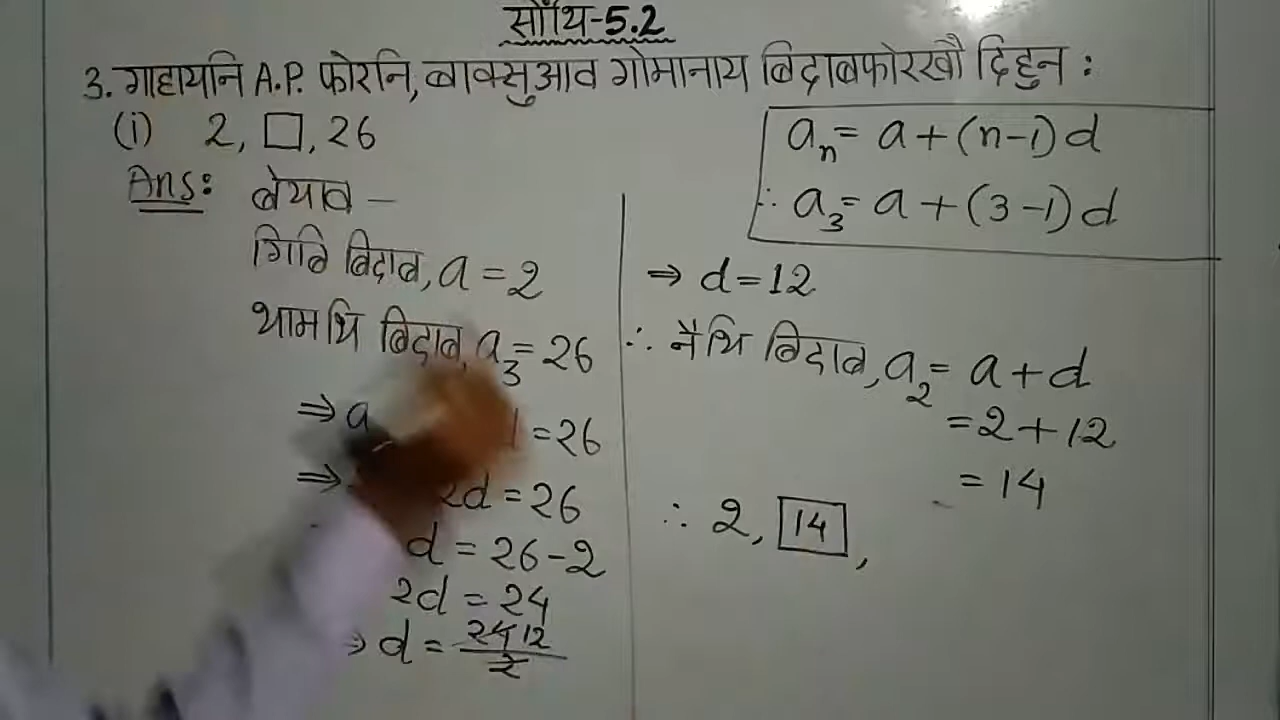 सोँथि-5.2
3. गाहायनि A.P. फोरनि, बाक्सुआव गोमानाय बिदाबफोरखौ दिहुन :
(i) 2, □, 26
Ans: बेयाव –
गिबि बिदाब, a = 2
थामथि बिदाब, a₃ = 26
⇒ a = 26
⇒ 2d = 26
d = 26 - 2
2d = 24
⇒ d = 24 12 / 2
aₙ = a + (n-1)d
∴ a₃ = a + (3-1)d
⇒ d = 12
∴ नैथि बिदाब, a₂ = a + d
= 2 + 12
= 14
∴ 2, 14,